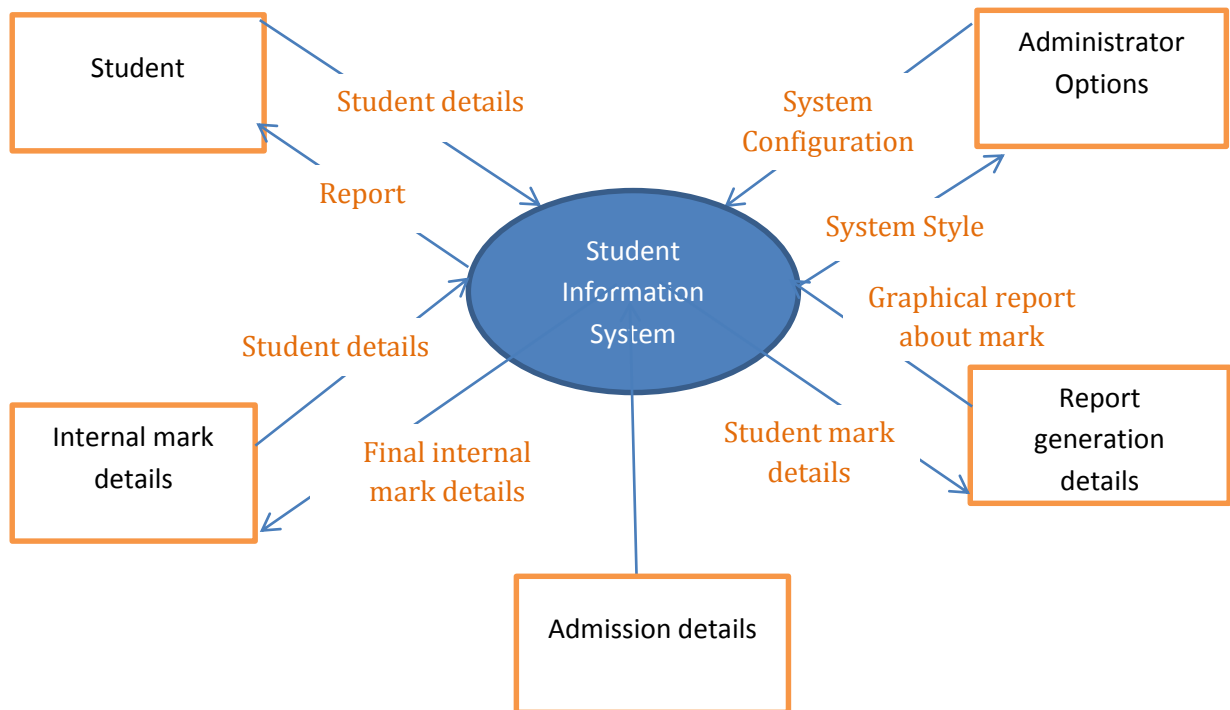 Student
Administrator
Options
Student details
System
Configuration
Report
System Style
Student
Information
System
Graphical report
about mark
Student details
Internal mark
details
Final internal
mark details
Student mark
details
Report
generation
details
Admission details